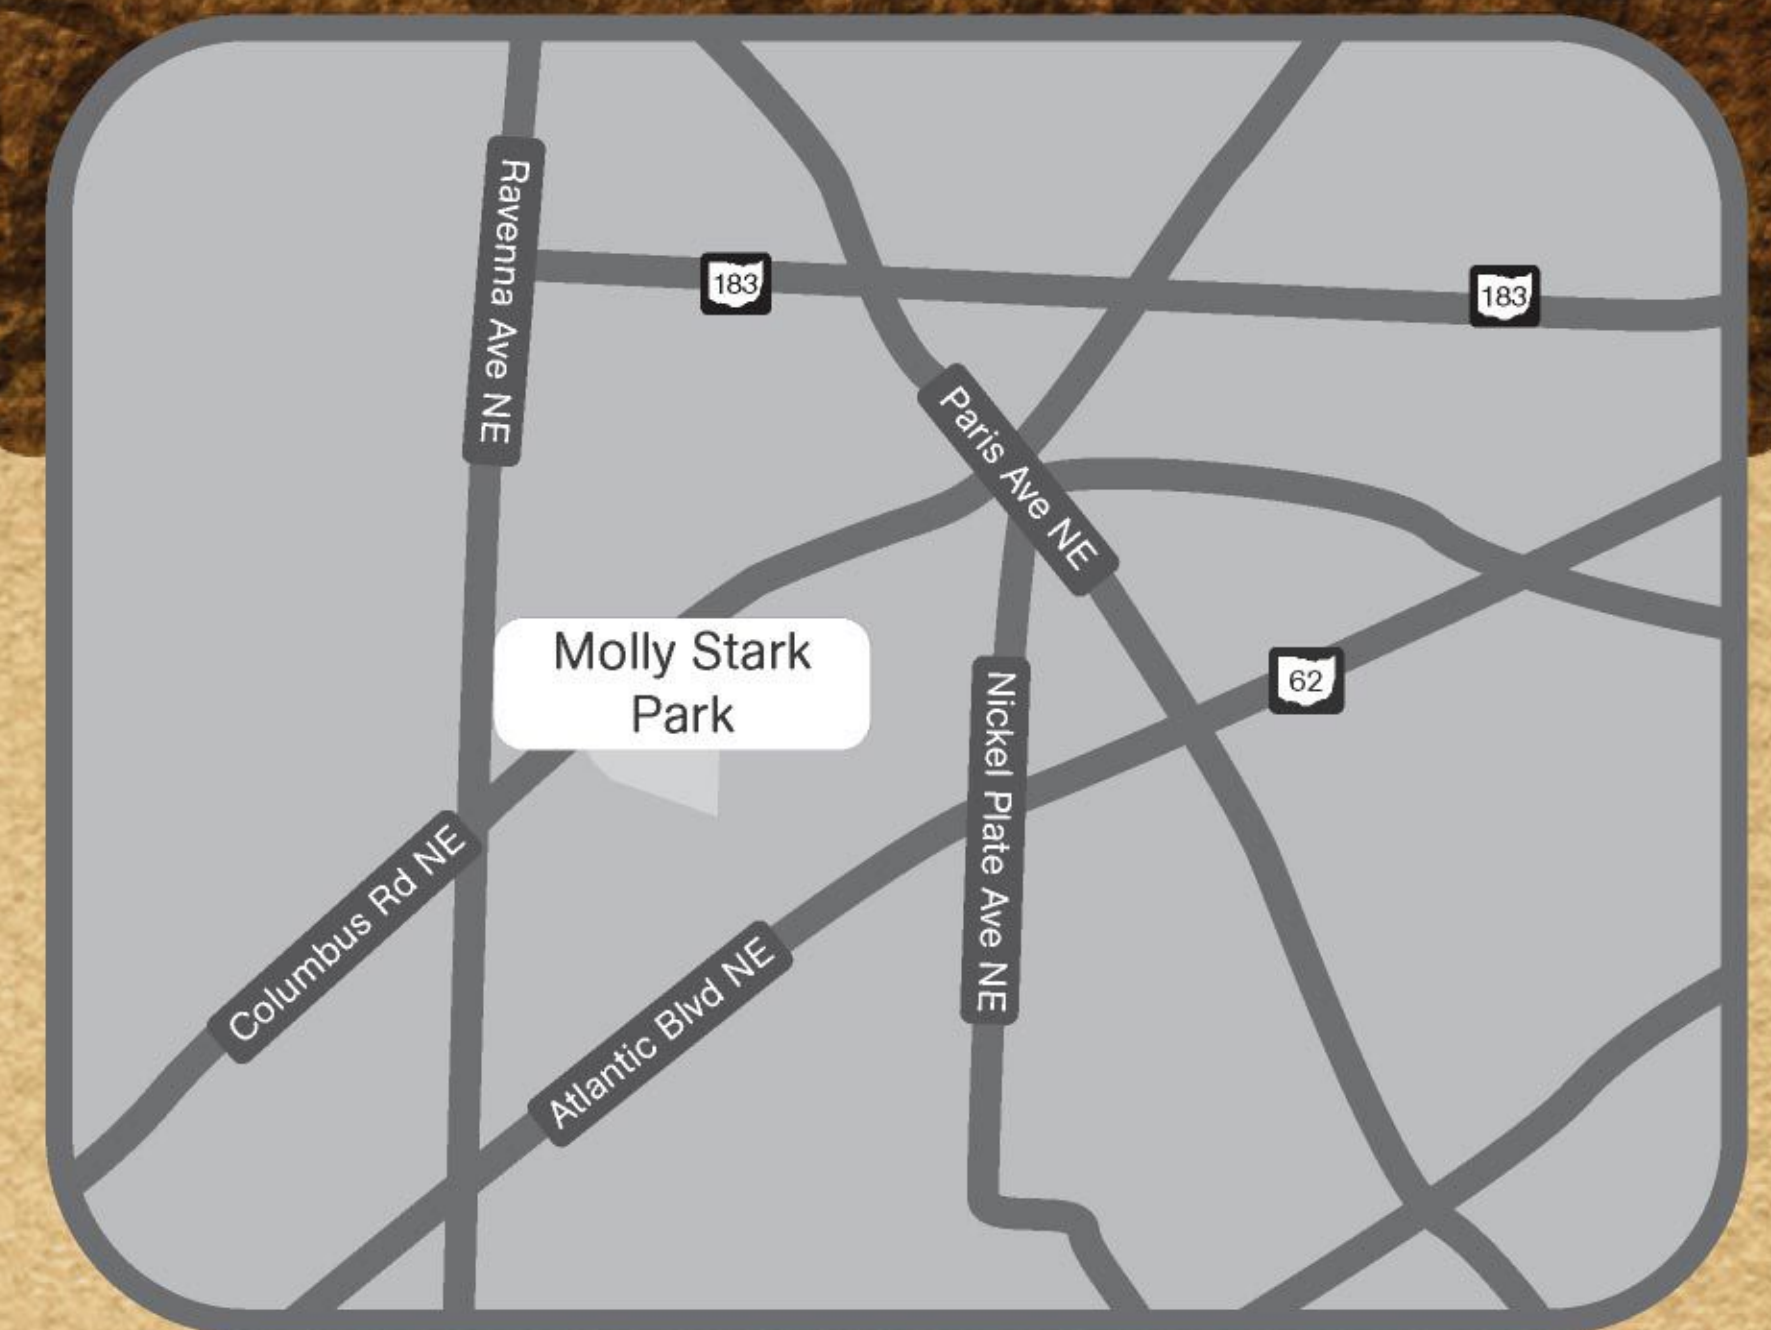 Ravenna Ave NE
183
183
Paris Ave NE
Molly Stark
Park
62
Nickel Plate Ave NE
Columbus Rd NE
Atlantic Blvd NE